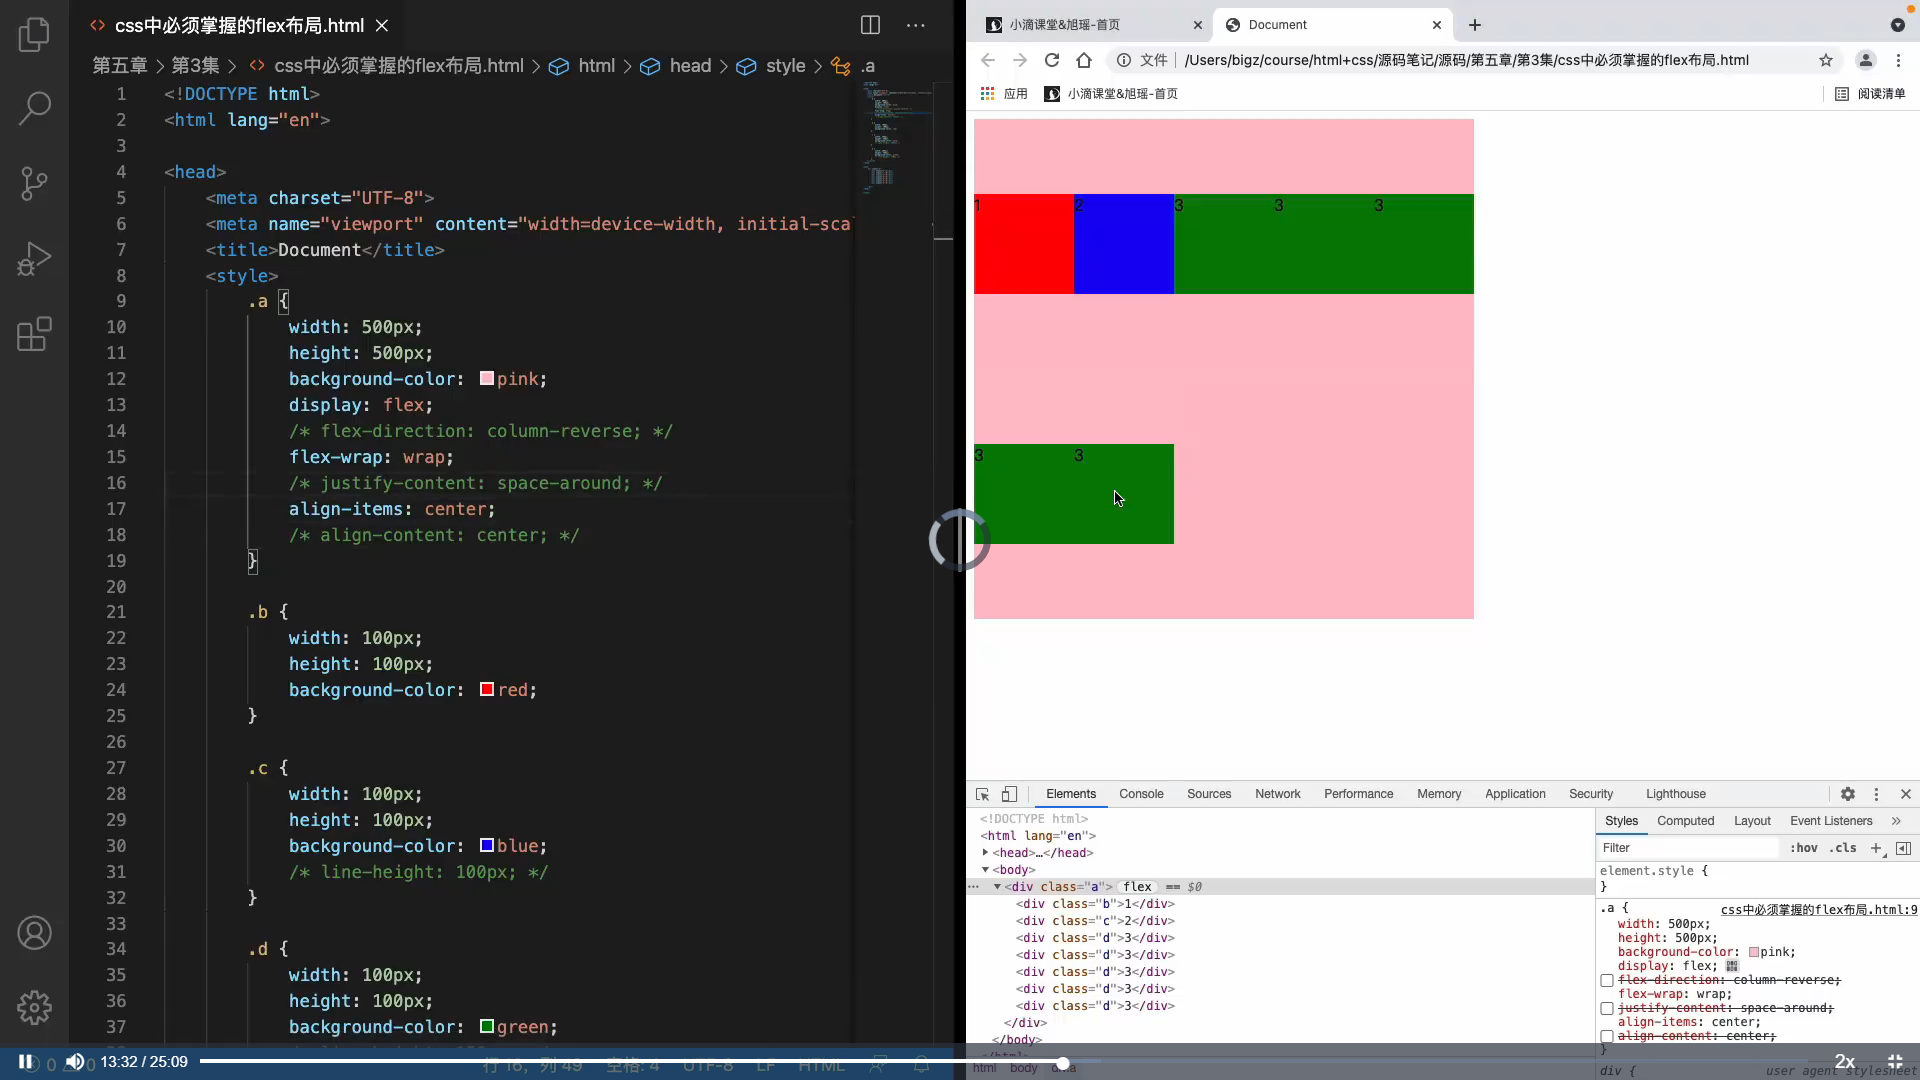 css中必须掌握的flex布局.html
第五章 > 第3集 > css中必须掌握的flex布局.html > html > head > style > .a
1 <!DOCTYPE html>
2 <html lang="en">
3
4 <head>
5 <meta charset="UTF-8">
6 <meta name="viewport" content="width=device-width, initial-sca
7 <title>Document</title>
8 <style>
9 .a {
10 width: 500px;
11 height: 500px;
12 background-color: pink;
13 display: flex;
14 /* flex-direction: column-reverse; */
15 flex-wrap: wrap;
16 /* justify-content: space-around; */
17 align-items: center;
18 /* align-content: center; */
19 }
20
21 .b {
22 width: 100px;
23 height: 100px;
24 background-color: red;
25 }
26
27 .c {
28 width: 100px;
29 height: 100px;
30 background-color: blue;
31 /* line-height: 100px; */
32 }
33
34 .d {
35 width: 100px;
36 height: 100px;
37 background-color: green;
13:32 / 25:09
行 16，列 49 空格: 4 UTF-8 LF HTML
小滴课堂&旭瑶-首页
Document
文件 /Users/bigz/course/html+css/源码笔记/源码/第五章/第3集/css中必须掌握的flex布局.html
应用 小滴课堂&旭瑶-首页 阅读清单
1 2 3 3 3
3 3
Elements Console Sources Network Performance Memory Application Security Lighthouse
<!DOCTYPE html>
<html lang="en">
<head>…</head>
<body>
<div class="a"> flex == $0
<div class="b">1</div>
<div class="c">2</div>
<div class="d">3</div>
<div class="d">3</div>
<div class="d">3</div>
<div class="d">3</div>
<div class="d">3</div>
</div>
</body>
html body
Styles Computed Layout Event Listeners »
Filter :hov .cls +
element.style {
}
.a { css中必须掌握的flex布局.html:9
width: 500px;
height: 500px;
background-color: pink;
display: flex;
flex-direction: column-reverse;
flex-wrap: wrap;
justify-content: space-around;
align-items: center;
align-content: center;
}
div { user agent stylesheet
2x